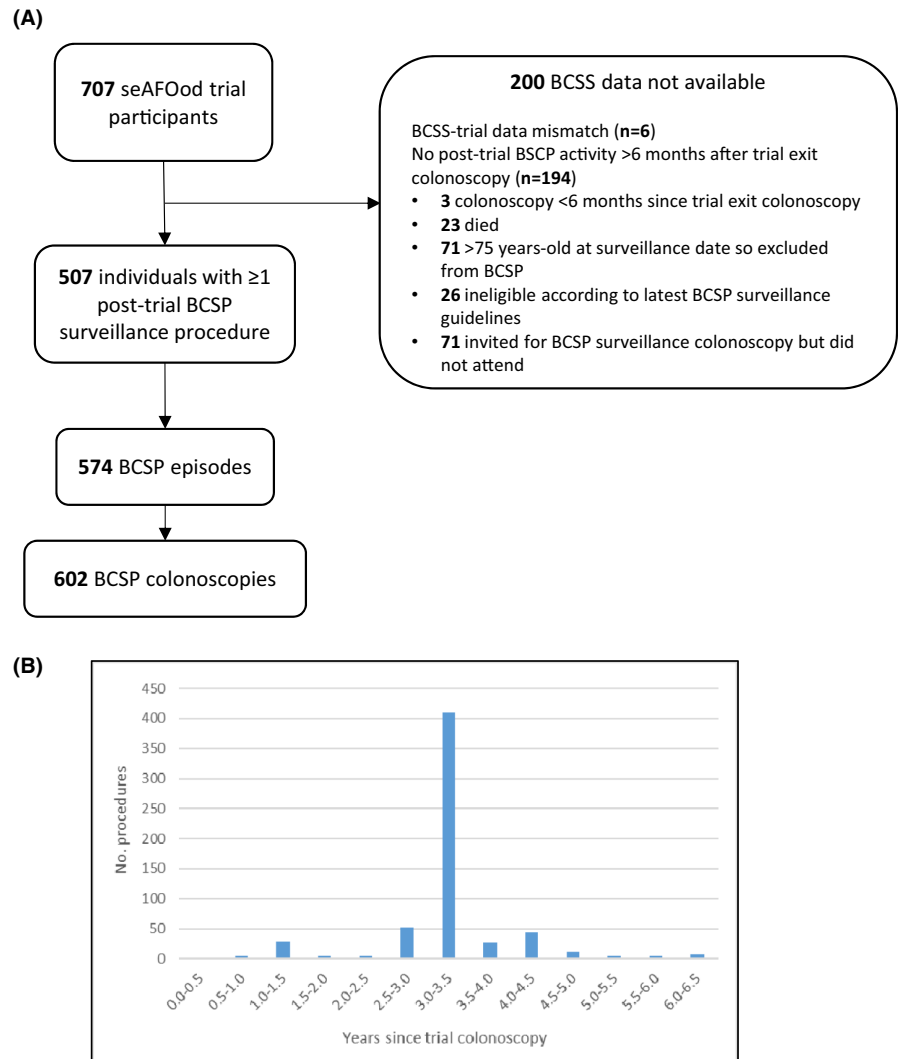 (A)
707 seAFOod trial
participants
200 BCSS data not available
BCSS-trial data mismatch (n=6)
No post-trial BSCP activity >6 months after trial exit
colonoscopy (n=194)
• 3 colonoscopy <6 months since trial exit colonoscopy
• 23 died
• 71 >75 years-old at surveillance date so excluded
from BCSP
• 26 ineligible according to latest BCSP surveillance
guidelines
• 71 invited for BCSP surveillance colonoscopy but did
not attend
507 individuals with ≥1
post-trial BCSP
surveillance procedure
574 BCSP episodes
602 BCSP colonoscopies
(B)
No. procedures
450
400
350
300
250
200
150
100
50
0
0.0-0.5
0.5-1.0
1.0-1.5
1.5-2.0
2.0-2.5
2.5-3.0
3.0-3.5
3.5-4.0
4.0-4.5
4.5-5.0
5.0-5.5
5.5-6.0
6.0-6.5
Years since trial colonoscopy